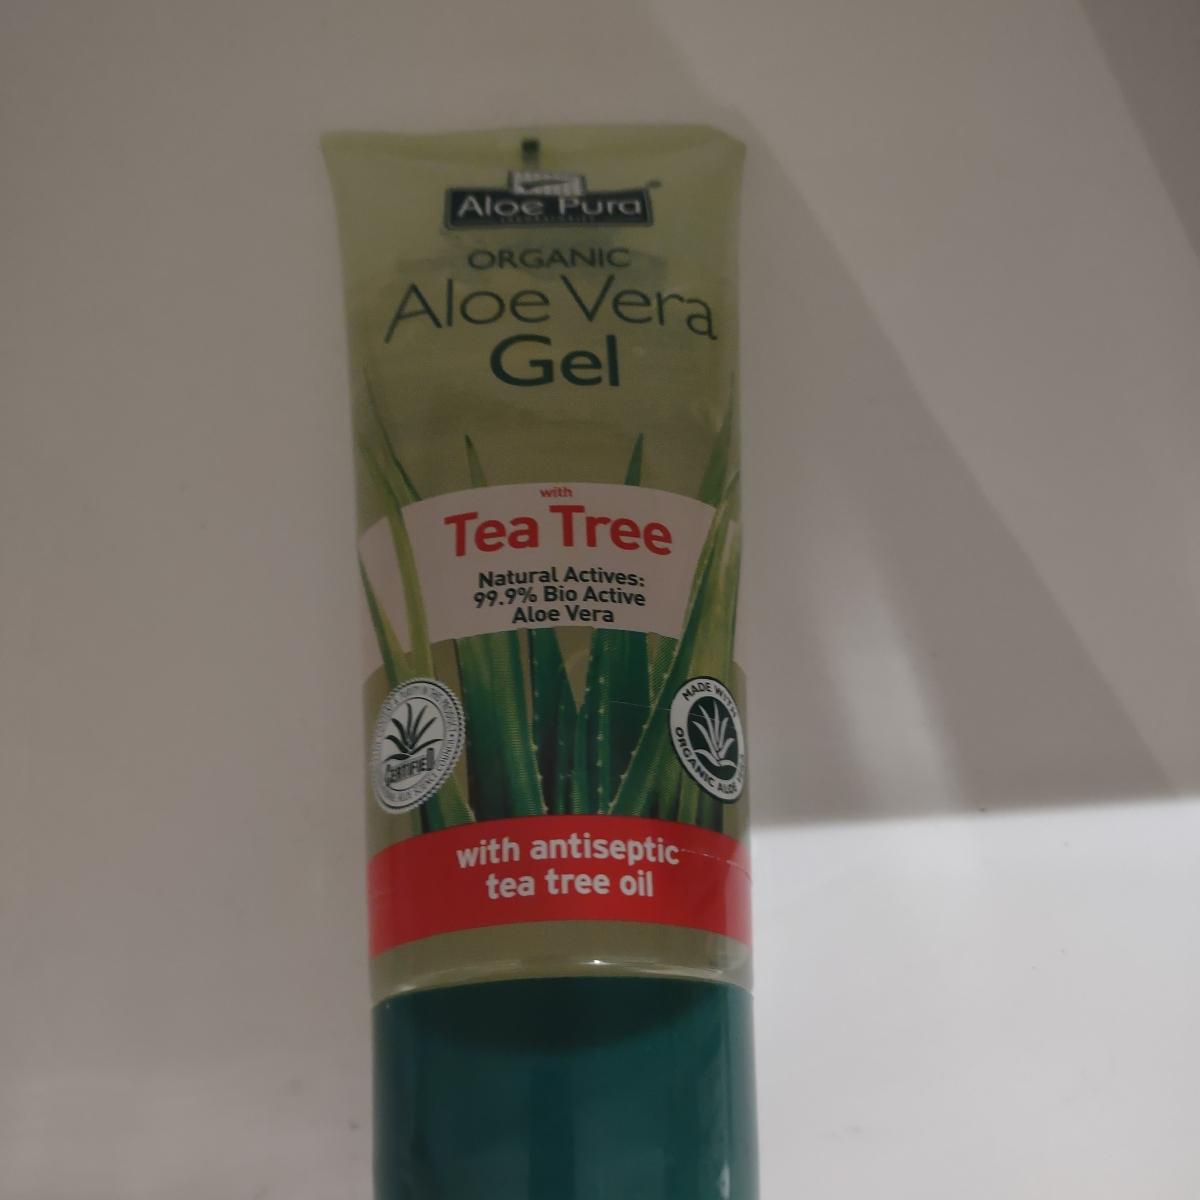 Aloe Pura
LABORATORIES
ORGANIC
Aloe Vera
Gel
with
Tea Tree
Natural Actives:
99.9% Bio Active
Aloe Vera
CERTIFIED
MADE WITH
ORGANIC ALOE
with antiseptic
tea tree oil